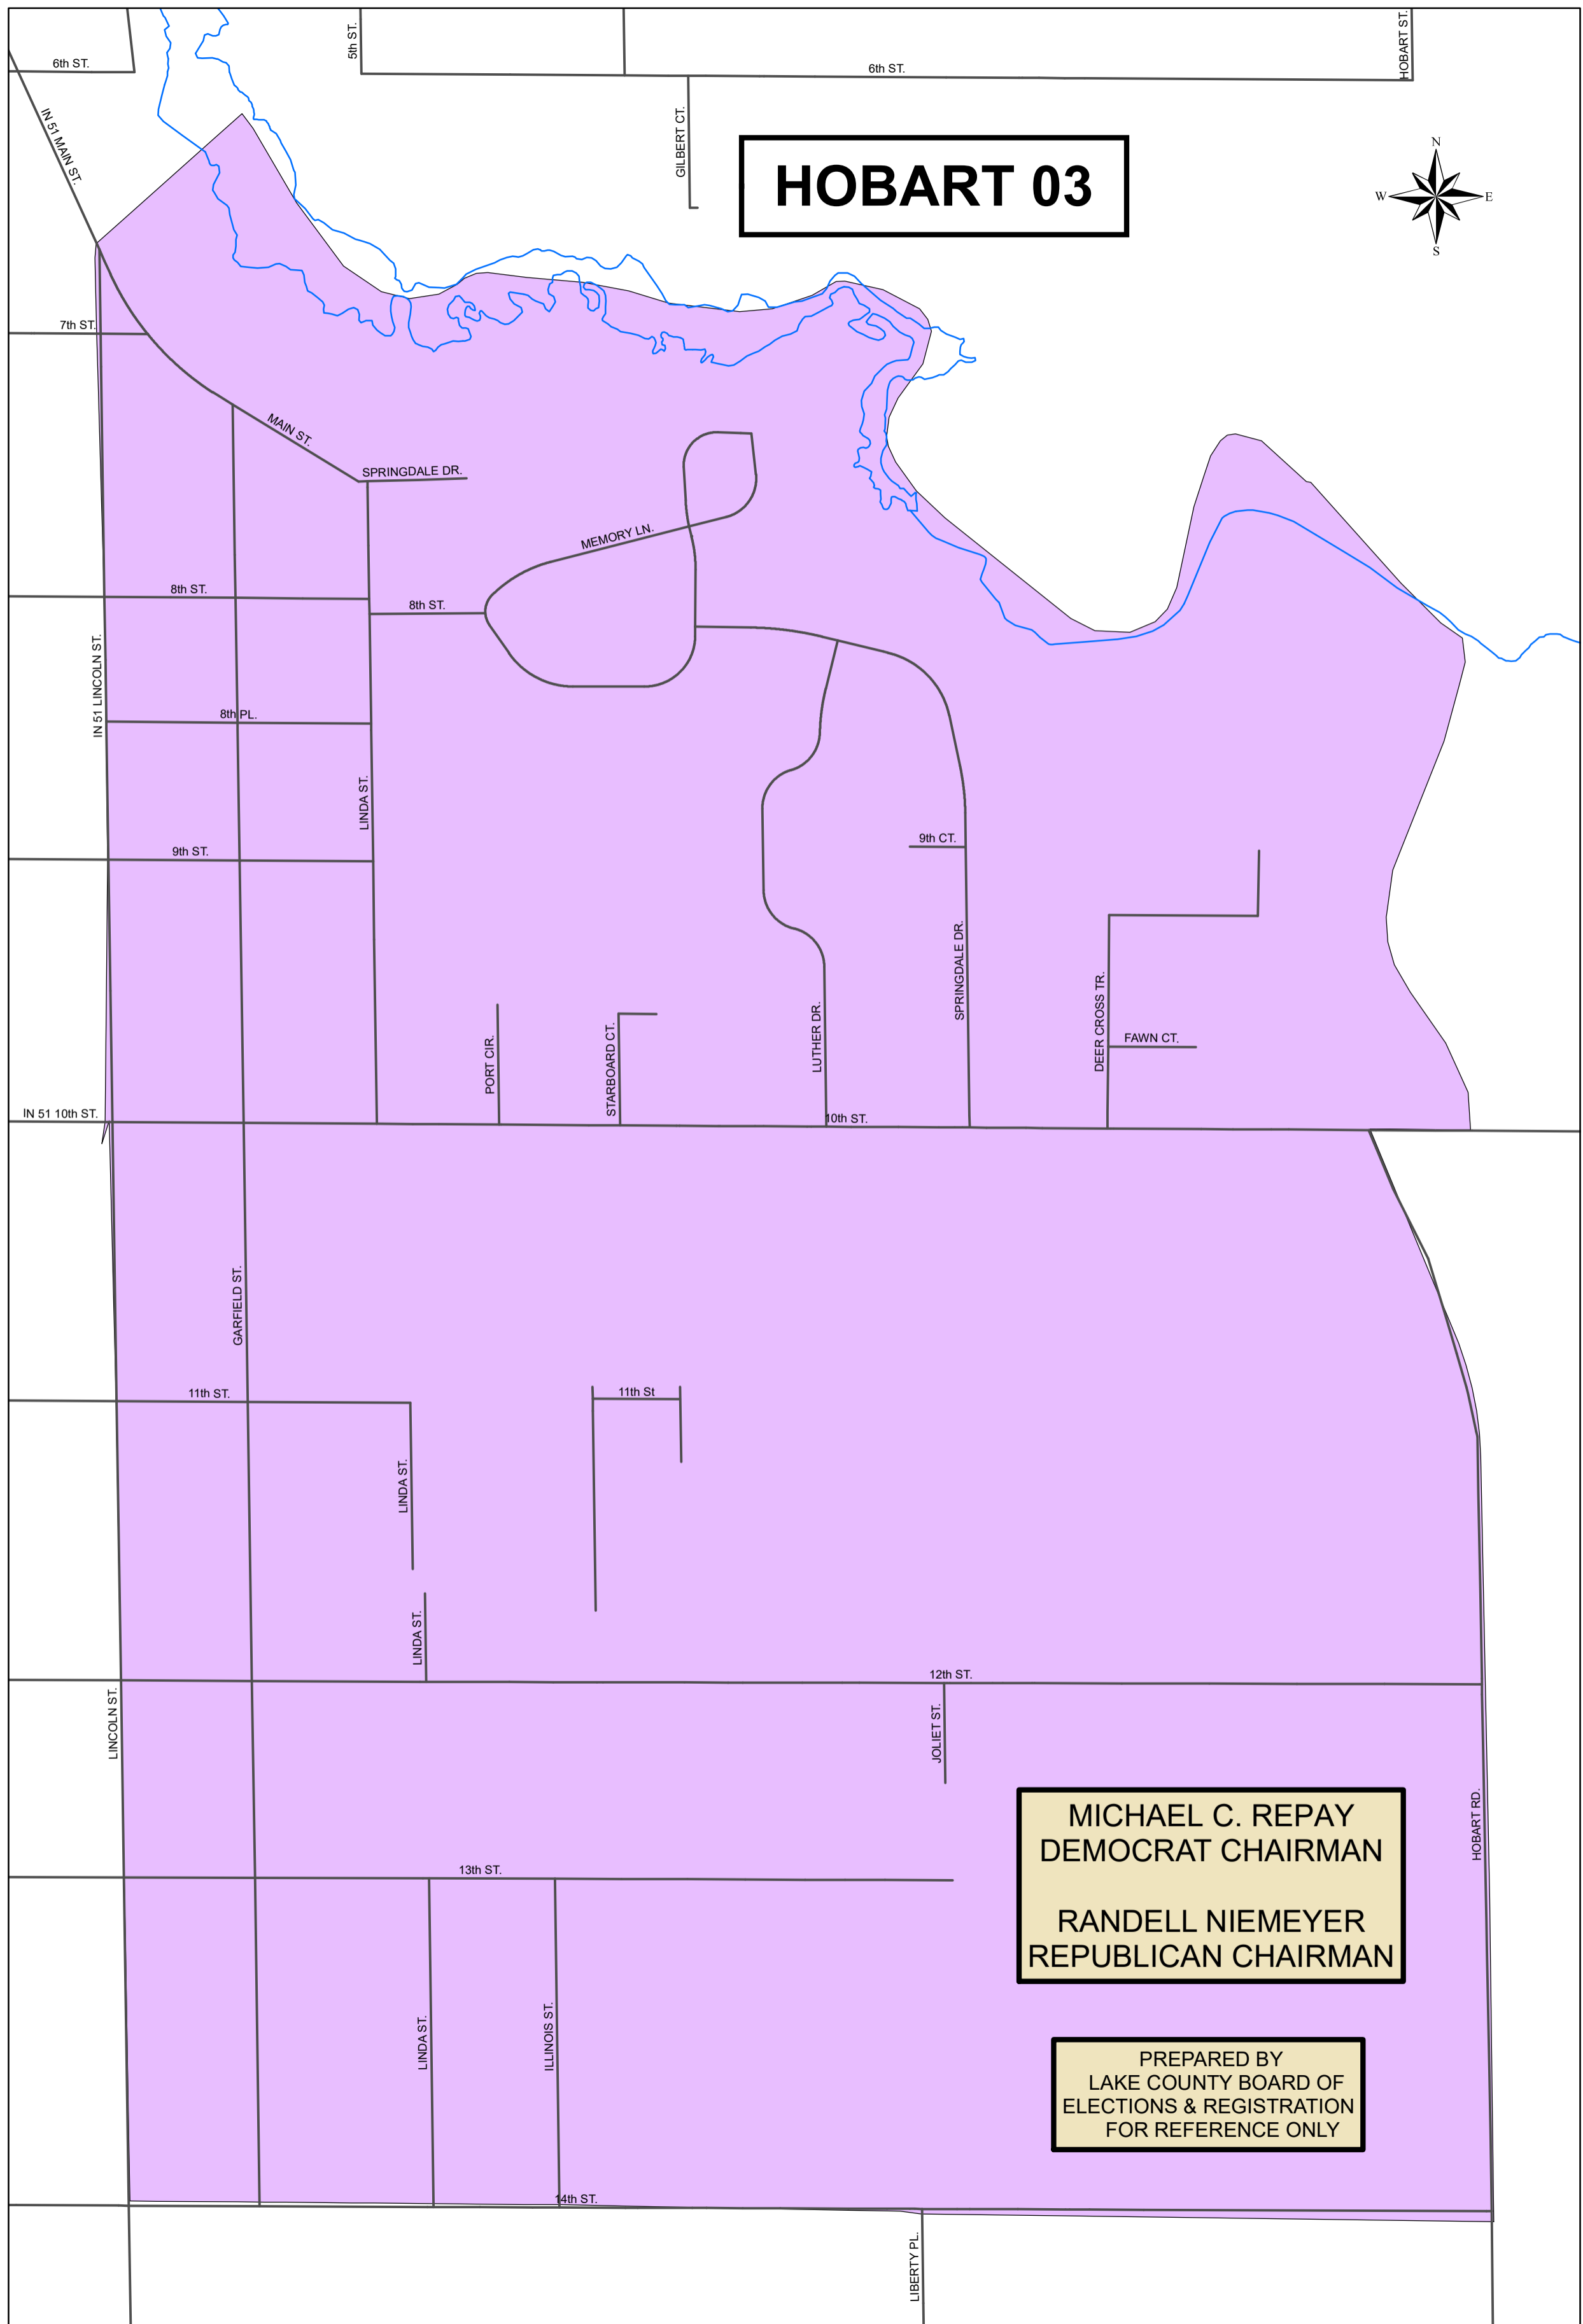 5th ST.
HOBART ST.
6th ST.
6th ST.
IN 51 MAIN ST.
GILBERT CT.
HOBART 03
N
W
E
S
7th ST.
MAIN ST.
SPRINGDALE DR.
MEMORY LN.
8th ST.
8th ST.
IN 51 LINCOLN ST.
8th PL.
LINDA ST.
9th CT.
9th ST.
SPRINGDALE DR.
DEER CROSS TR.
LUTHER DR.
FAWN CT.
PORT CIR.
STARBOARD CT.
IN 51 10th ST.
10th ST.
GARFIELD ST.
11th ST.
11th St
LINDA ST.
LINDA ST.
12th ST.
LINCOLN ST.
JOLIET ST.
MICHAEL C. REPAY
DEMOCRAT CHAIRMAN
RANDELL NIEMEYER
REPUBLICAN CHAIRMAN
HOBART RD.
13th ST.
LINDA ST.
ILLINOIS ST.
PREPARED BY
LAKE COUNTY BOARD OF
ELECTIONS & REGISTRATION
FOR REFERENCE ONLY
14th ST.
LIBERTY PL.